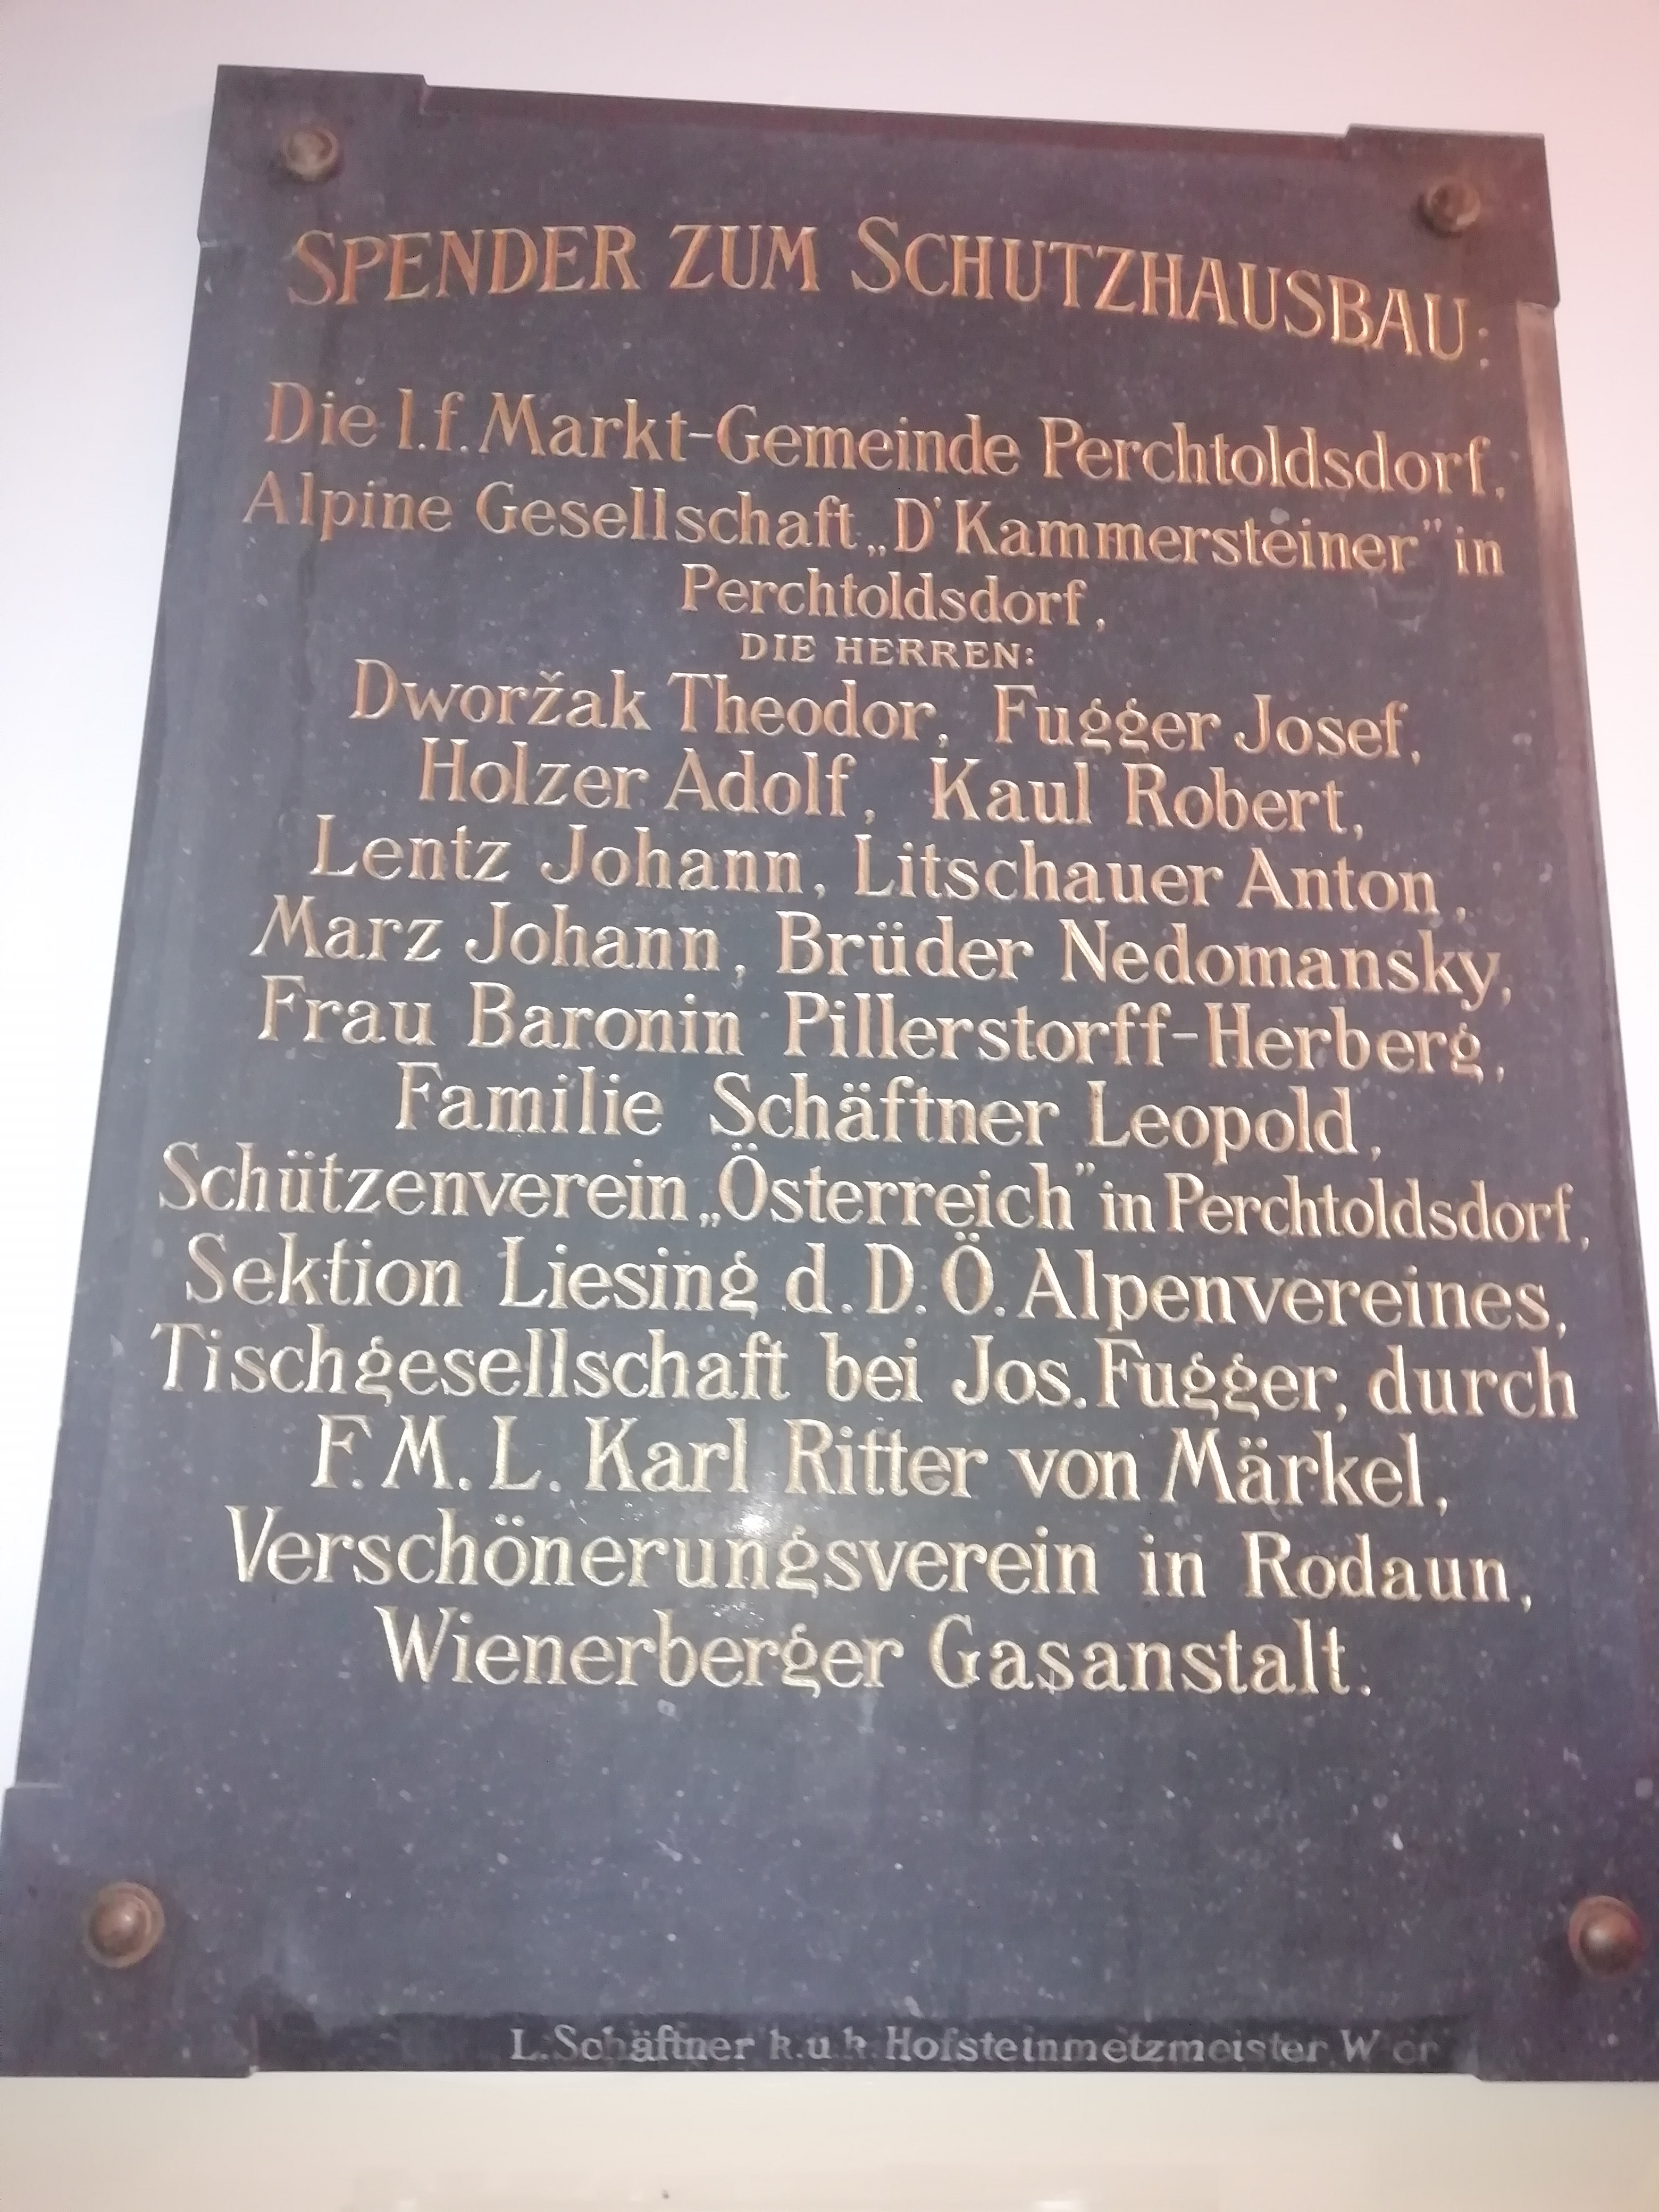 SPENDER ZUM SCHUTZHAUSBAU:
Die l.f. Markt-Gemeinde Perchtoldsdorf,
Alpine Gesellschaft „D'Kammersteiner" in
Perchtoldsdorf,
DIE HERREN:
Dworžak Theodor, Fugger Josef,
Holzer Adolf, Kaul Robert,
Lentz Johann, Litschauer Anton,
Marz Johann, Brüder Nedomansky,
Frau Baronin Pillerstorff-Herberg,
Familie Schäftner Leopold,
Schützenverein „Österreich" in Perchtoldsdorf,
Sektion Liesing d. D. Ö. Alpenvereines,
Tischgesellschaft bei Jos. Fugger, durch
F. M. L. Karl Ritter von Märkel,
Verschönerungsverein in Rodaun,
Wienerberger Gasanstalt.
L. Schäftner k. u. k. Hofsteinmetzmeister